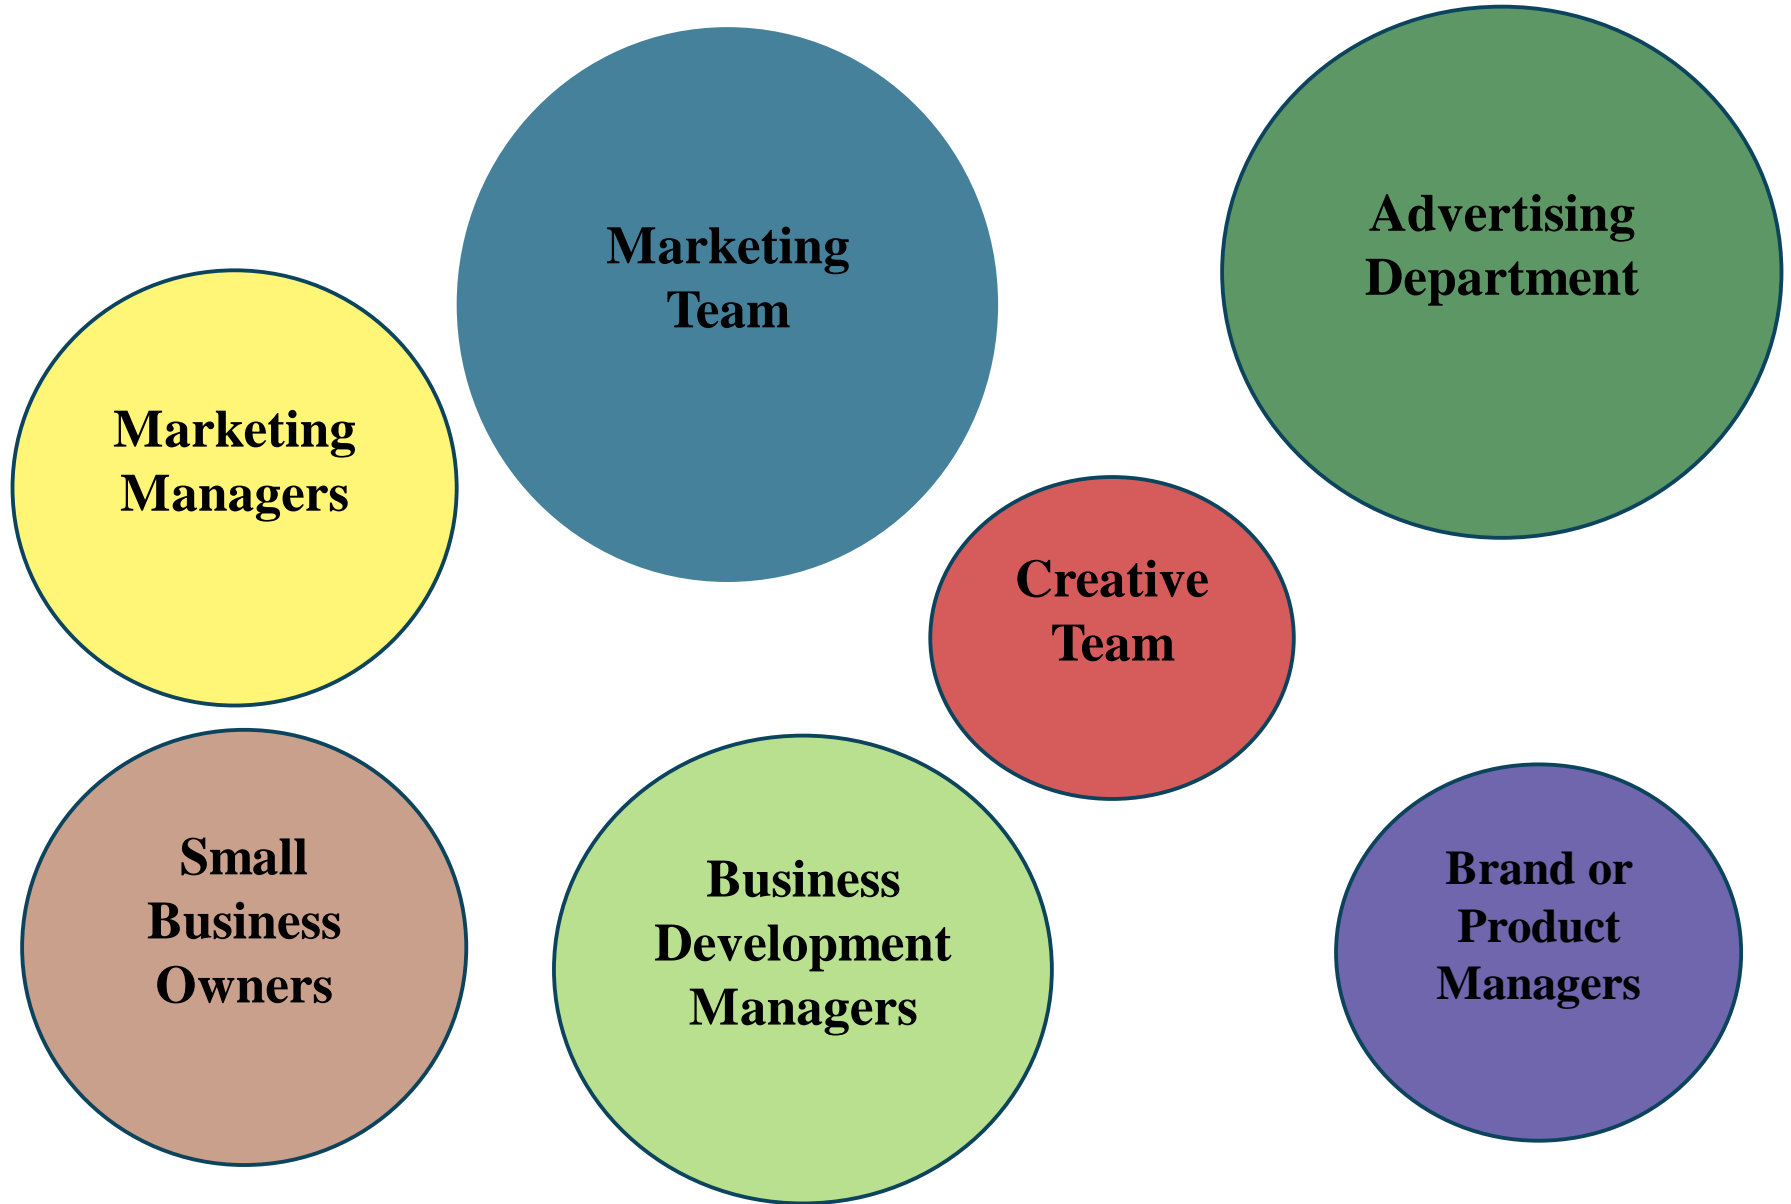 Marketing
Team
Advertising
Department
Marketing
Managers
Creative
Team
Small
Business
Owners
Business
Development
Managers
Brand or
Product
Managers